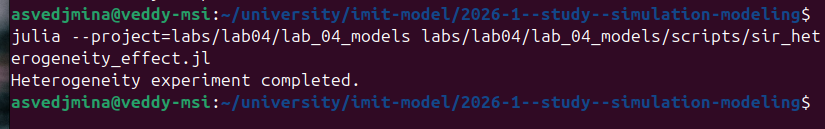 asvedjmina@veddy-msi:~/university/imit-model/2026-1--study--simulation-modeling$
julia --project=labs/lab04/lab_04_models labs/lab04/lab_04_models/scripts/sir_het
erogeneity_effect.jl
Heterogeneity experiment completed.
asvedjmina@veddy-msi:~/university/imit-model/2026-1--study--simulation-modeling$